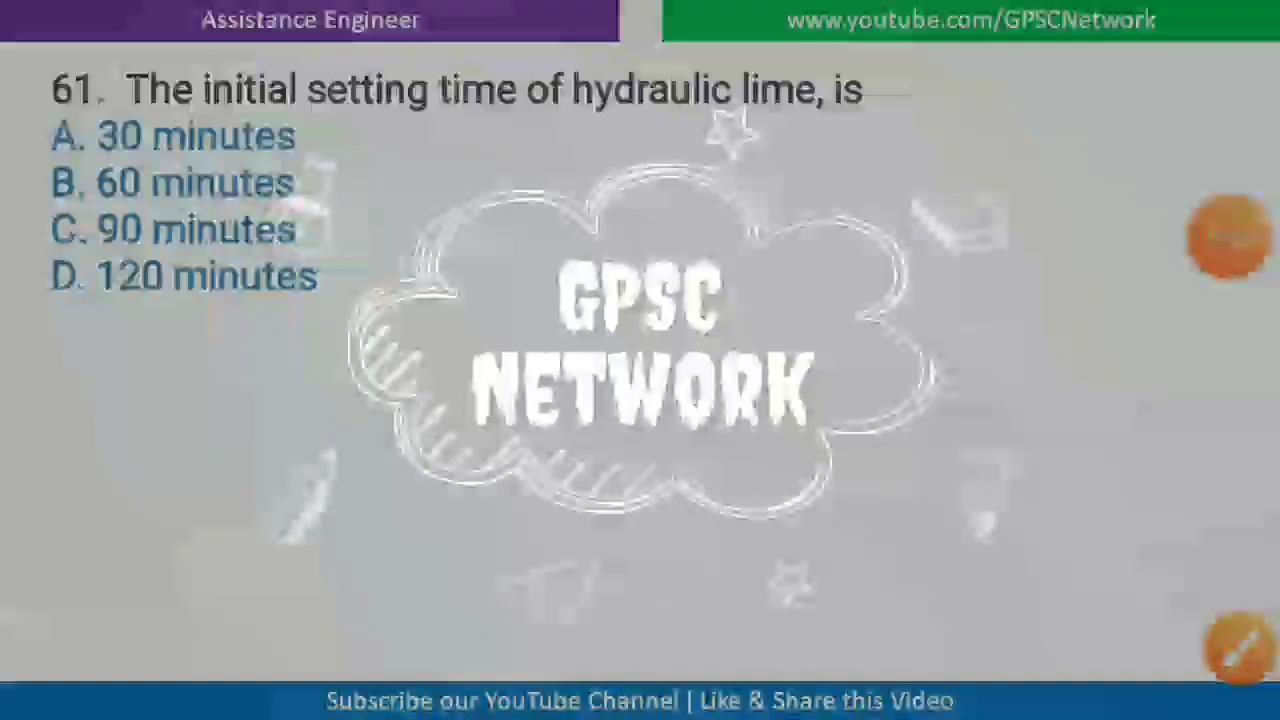 Assistance Engineer
www.youtube.com/GPSCNetwork
61. The initial setting time of hydraulic lime, is
A. 30 minutes
B. 60 minutes
C. 90 minutes
D. 120 minutes
GPSC
NETWORK
Subscribe our YouTube Channel | Like & Share this Video